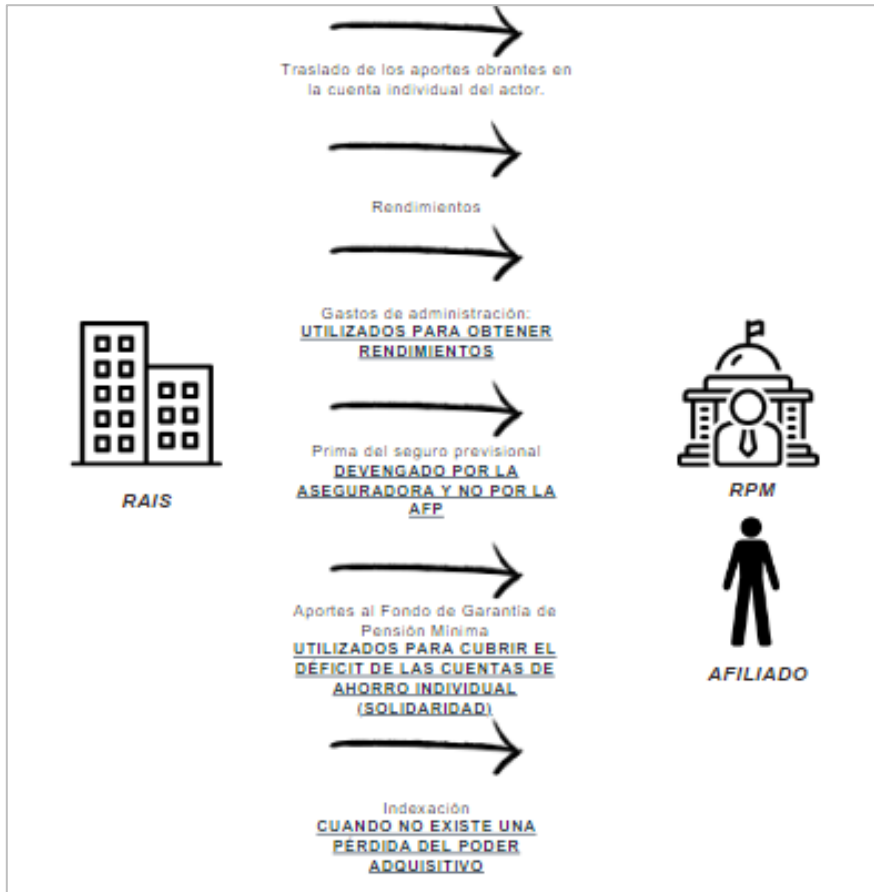 Traslado de los aportes obrantes en
la cuenta individual del actor.
Rendimientos
Gastos de administración:
UTILIZADOS PARA OBTENER
RENDIMIENTOS
Prima del seguro previsional
DEVENGADO POR LA
ASEGURADORA Y NO POR LA
AFP
RAIS
RPM
Aportes al Fondo de Garantía de
Pensión Mínima
UTILIZADOS PARA CUBRIR EL
DÉFICIT DE LAS CUENTAS DE
AHORRO INDIVIDUAL
(SOLIDARIDAD)
AFILIADO
Indexación
CUANDO NO EXISTE UNA
PÉRDIDA DEL PODER
ADQUISITIVO